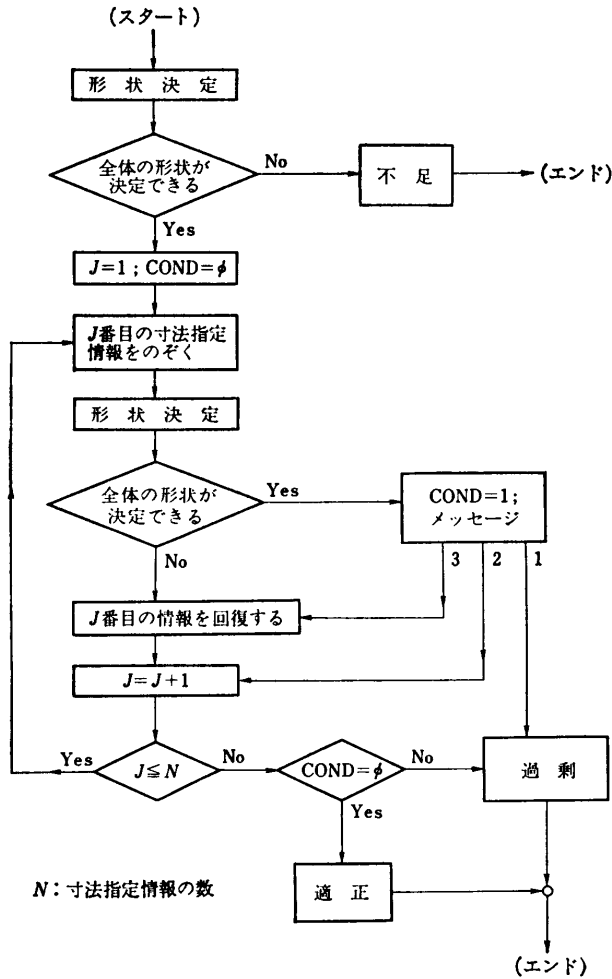 (スタート)
形状決定
全体の形状が
決定できる
No
不足
(エンド)
Yes
J=1 ; COND=φ
J番目の寸法指定
情報をのぞく
形状決定
全体の形状が
決定できる
Yes
COND=1;
メッセージ
No
3 2 1
J番目の情報を回復する
J=J+1
Yes
J≦N
No
COND=φ
No
過剰
Yes
N：寸法指定情報の数
適正
(エンド)